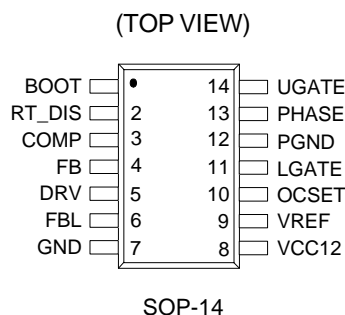 (TOP VIEW)
BOOT 14 UGATE
RT_DIS 2 13 PHASE
COMP 3 12 PGND
FB 4 11 LGATE
DRV 5 10 OCSET
FBL 6 9 VREF
GND 7 8 VCC12
SOP-14